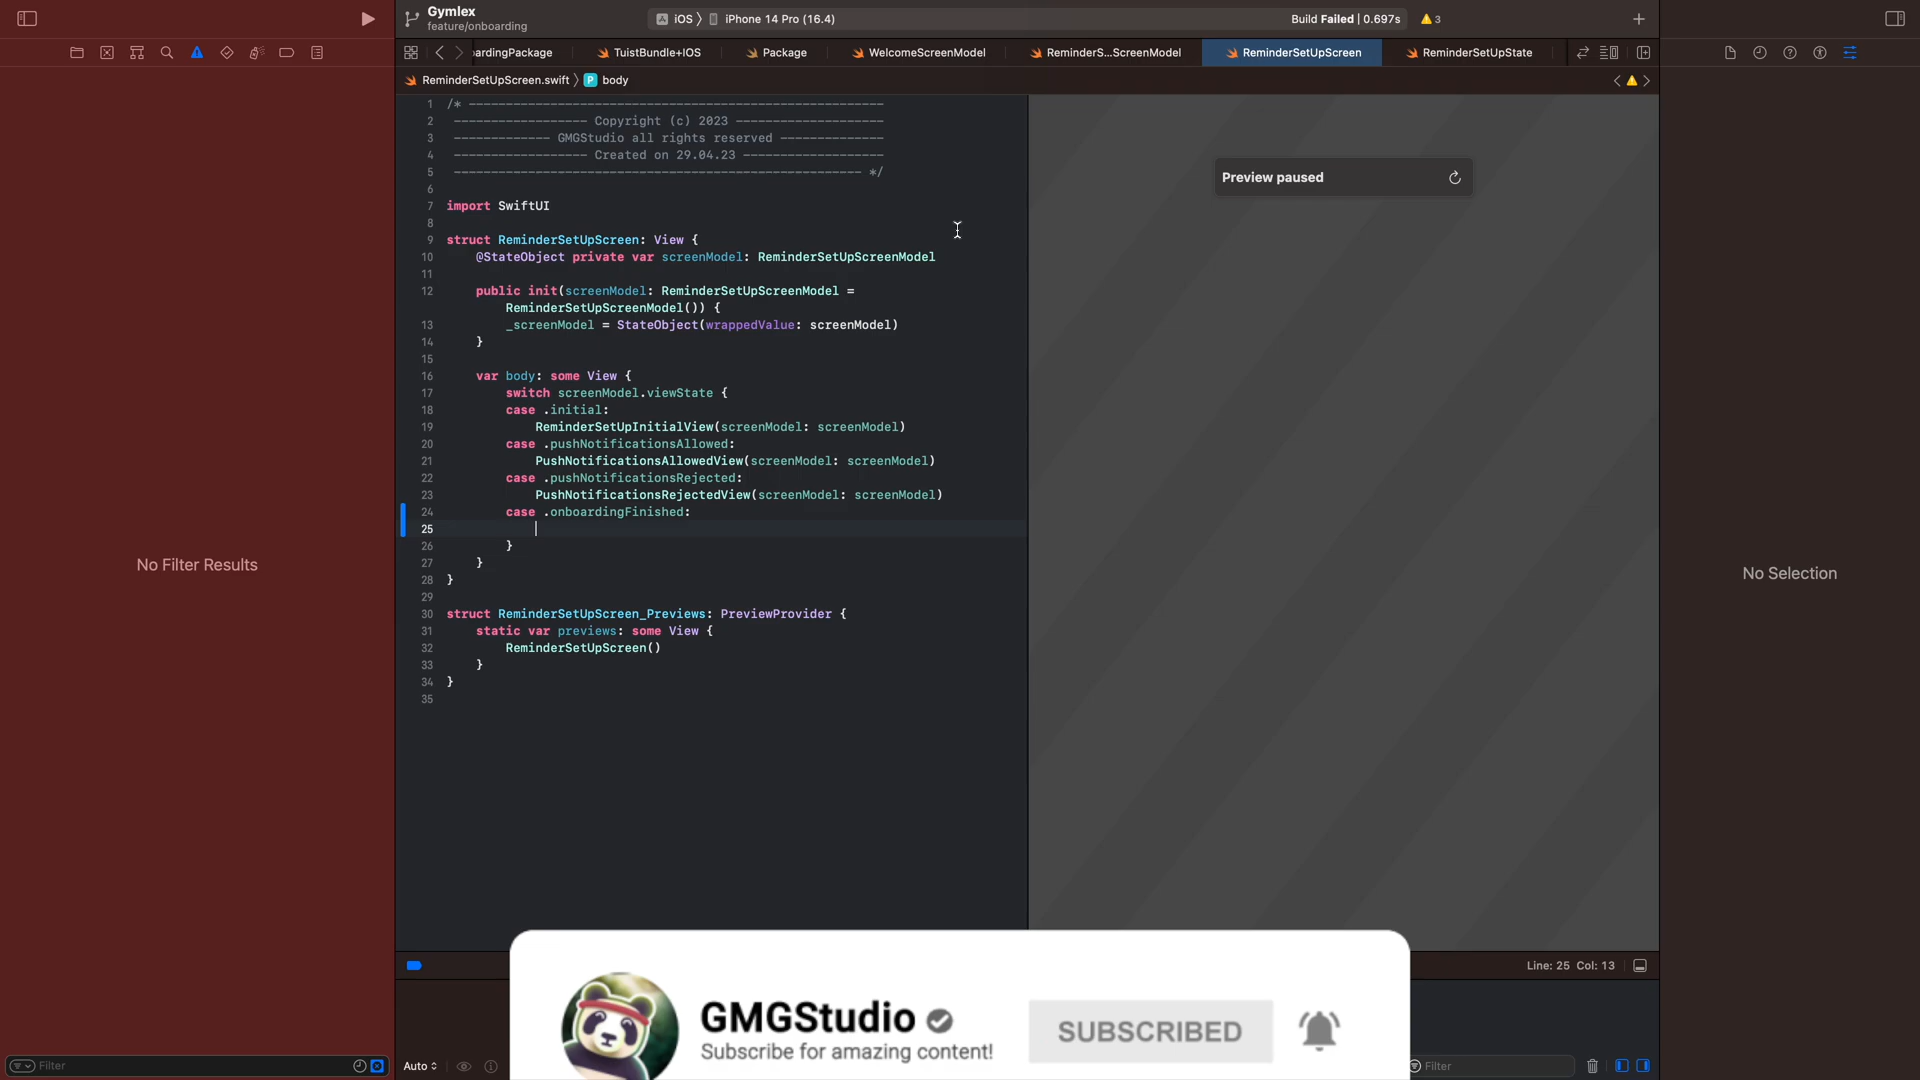 Gymlex
feature/onboarding
iOS 〉 iPhone 14 Pro (16.4)
Build Failed | 0.697s
3
ardingPackage
TuistBundle+IOS
Package
WelcomeScreenModel
ReminderS...ScreenModel
ReminderSetUpScreen
ReminderSetUpState
ReminderSetUpScreen.swift 〉 P body
1 /* --------------------------------------------------------
2 ------------------ Copyright (c) 2023 --------------------
3 ------------- GMGStudio all rights reserved --------------
4 ------------------ Created on 29.04.23 -------------------
5 ------------------------------------------------------- */
6
7 import SwiftUI
8
9 struct ReminderSetUpScreen: View {
10 @StateObject private var screenModel: ReminderSetUpScreenModel
11
12 public init(screenModel: ReminderSetUpScreenModel =
ReminderSetUpScreenModel()) {
13 _screenModel = StateObject(wrappedValue: screenModel)
14 }
15
16 var body: some View {
17 switch screenModel.viewState {
18 case .initial:
19 ReminderSetUpInitialView(screenModel: screenModel)
20 case .pushNotificationsAllowed:
21 PushNotificationsAllowedView(screenModel: screenModel)
22 case .pushNotificationsRejected:
23 PushNotificationsRejectedView(screenModel: screenModel)
24 case .onboardingFinished:
25
26 }
27 }
28 }
29
30 struct ReminderSetUpScreen_Previews: PreviewProvider {
31 static var previews: some View {
32 ReminderSetUpScreen()
33 }
34 }
35
Preview paused
No Filter Results
No Selection
Line: 25 Col: 13
GMGStudio
Subscribe for amazing content!
SUBSCRIBED
Filter
Auto
Filter